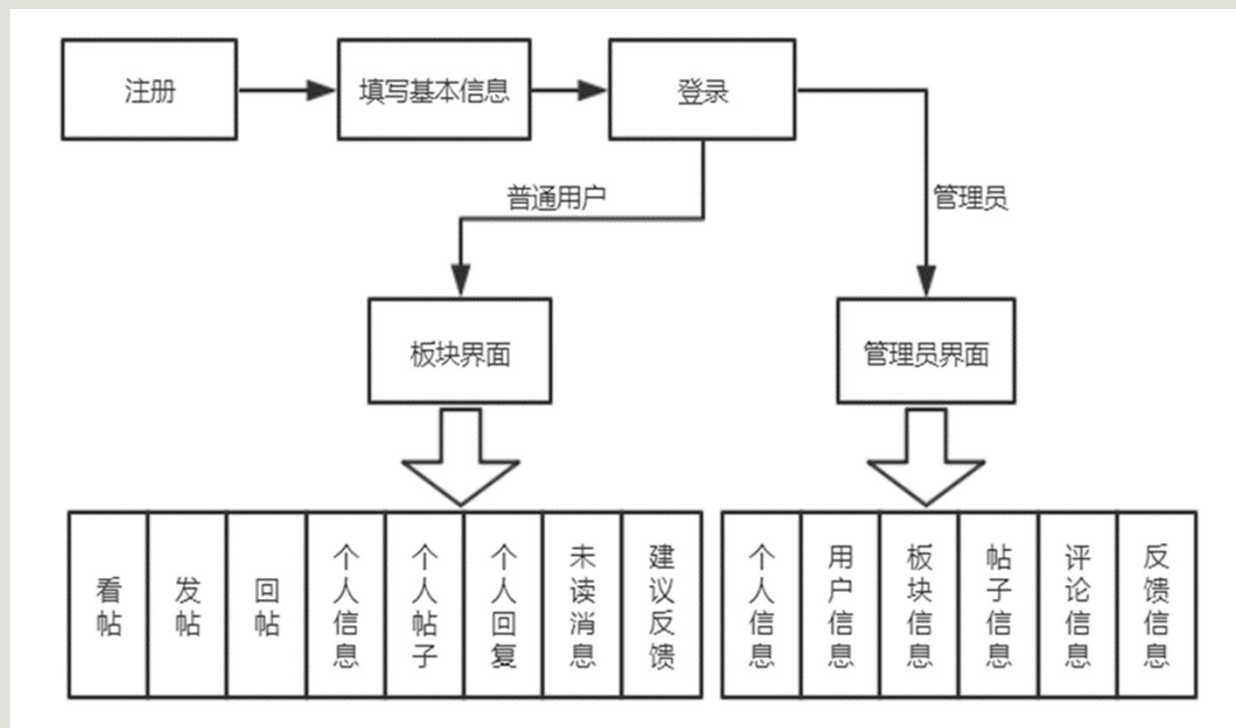 注册
填写基本信息
登录
普通用户
管理员
板块界面
管理员界面
看帖
发帖
回帖
个人信息
个人帖子
个人回复
未读消息
建议反馈
个人信息
用户信息
板块信息
帖子信息
评论信息
反馈信息